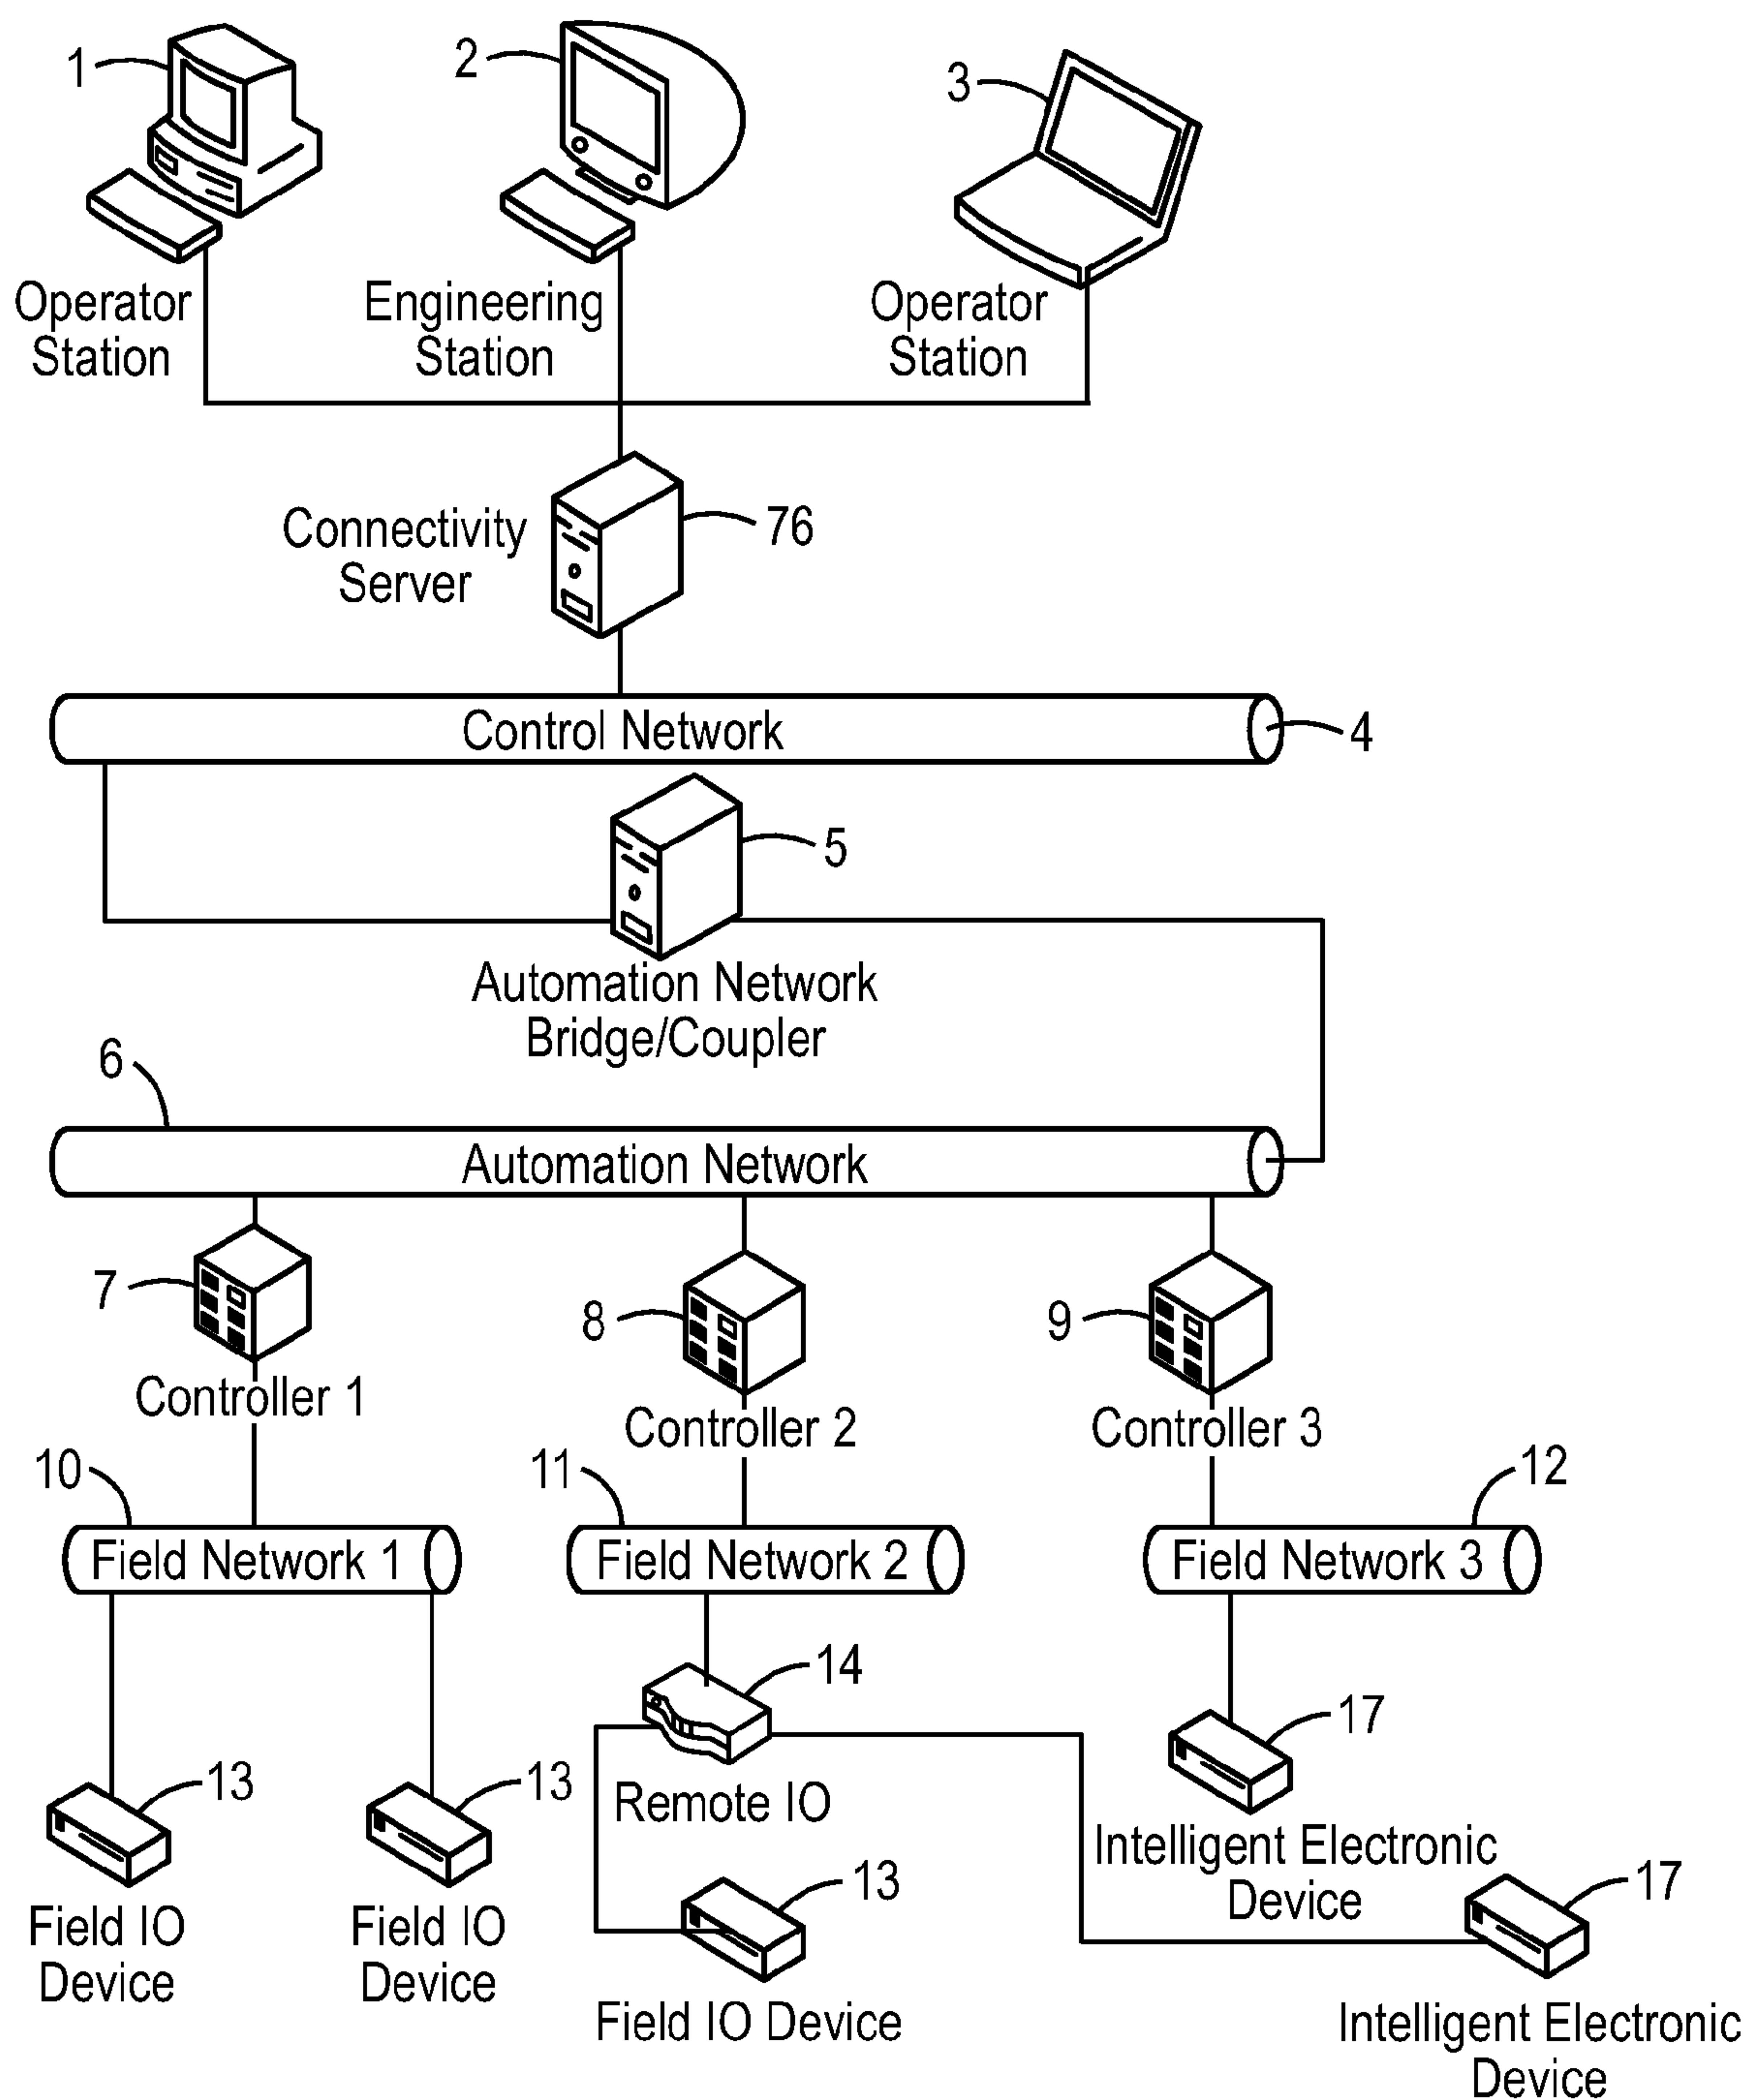 1
2
3
Operator
Station
Engineering
Station
Operator
Station
Connectivity
Server
76
Control Network
4
5
Automation Network
Bridge/Coupler
6
Automation Network
7
8
9
Controller 1
Controller 2
Controller 3
10
11
12
Field Network 1
Field Network 2
Field Network 3
14
17
13
13
Remote IO
Intelligent Electronic
Device
13
17
Field IO
Device
Field IO
Device
Field IO Device
Intelligent Electronic
Device